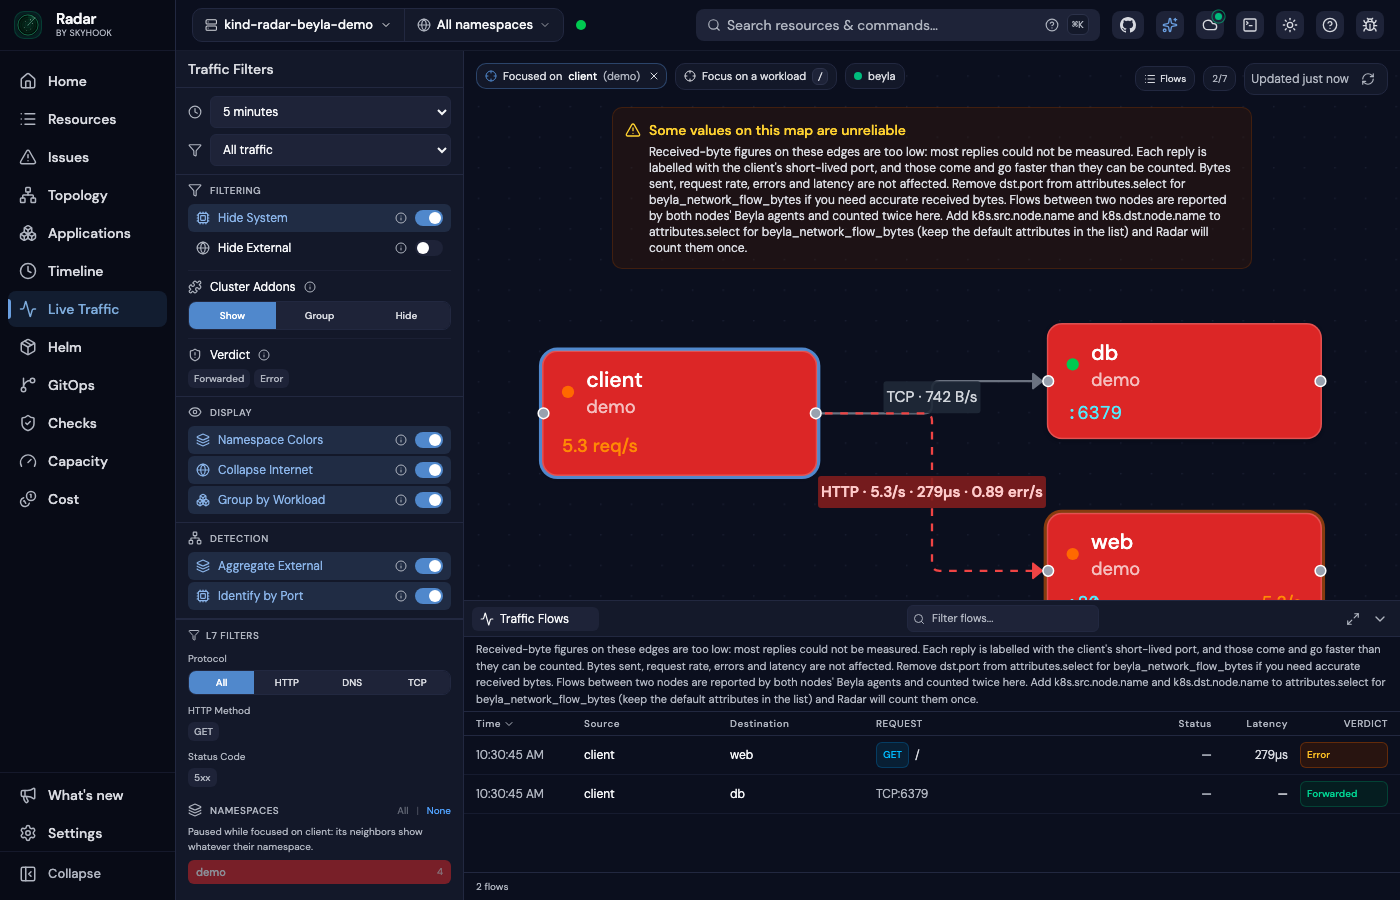 Radar
BY SKYHOOK
kind-radar-beyla-demo
All namespaces
Search resources & commands...
⌘K
Home
Resources
Issues
Topology
Applications
Timeline
Live Traffic
Helm
GitOps
Checks
Capacity
Cost
What's new
Settings
Collapse
Traffic Filters
5 minutes
All traffic
FILTERING
Hide System
Hide External
Cluster Addons
Show
Group
Hide
Verdict
Forwarded
Error
DISPLAY
Namespace Colors
Collapse Internet
Group by Workload
DETECTION
Aggregate External
Identify by Port
L7 FILTERS
Protocol
All
HTTP
DNS
TCP
HTTP Method
GET
Status Code
5xx
NAMESPACES
All | None
Paused while focused on client: its neighbors show
whatever their namespace.
demo 4
Focused on client (demo)
Focus on a workload /
beyla
Flows
2/7
Updated just now
Some values on this map are unreliable
Received-byte figures on these edges are too low: most replies could not be measured. Each reply is
labelled with the client's short-lived port, and those come and go faster than they can be counted. Bytes
sent, request rate, errors and latency are not affected. Remove dst.port from attributes.select for
beyla_network_flow_bytes if you need accurate received bytes. Flows between two nodes are reported
by both nodes' Beyla agents and counted twice here. Add k8s.src.node.name and k8s.dst.node.name to
attributes.select for beyla_network_flow_bytes (keep the default attributes in the list) and Radar will
count them once.
client
demo
5.3 req/s
TCP · 742 B/s
HTTP · 5.3/s · 279µs · 0.89 err/s
db
demo
:6379
web
demo
:80
5.3/s
Traffic Flows
Filter flows...
Received-byte figures on these edges are too low: most replies could not be measured. Each reply is labelled with the client's short-lived port, and those come and go faster than
they can be counted. Bytes sent, request rate, errors and latency are not affected. Remove dst.port from attributes.select for beyla_network_flow_bytes if you need accurate
received bytes. Flows between two nodes are reported by both nodes' Beyla agents and counted twice here. Add k8s.src.node.name and k8s.dst.node.name to attributes.select for
beyla_network_flow_bytes (keep the default attributes in the list) and Radar will count them once.
Time Source Destination REQUEST Status Latency VERDICT
10:30:45 AM client web GET / — 279µs Error
10:30:45 AM client db TCP:6379 — — Forwarded
2 flows